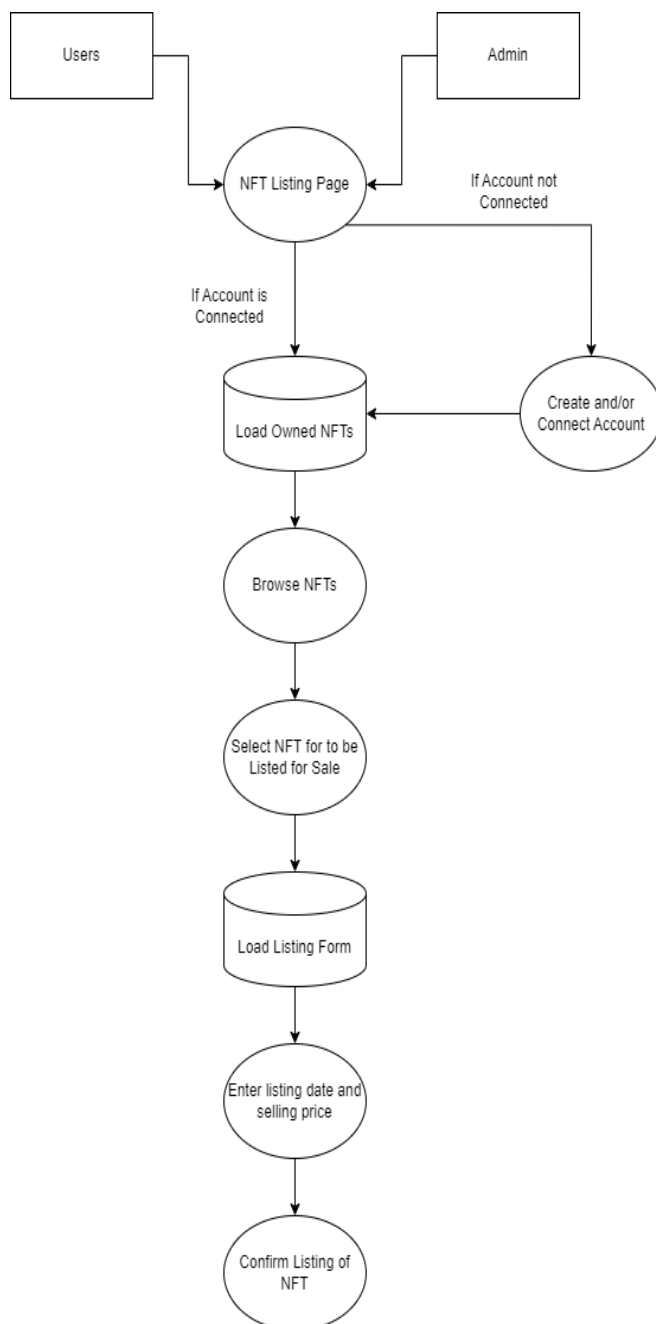 Users
Admin
NFT Listing Page
If Account not
Connected
If Account is
Connected
Load Owned NFTs
Create and/or
Connect Account
Browse NFTs
Select NFT for to be
Listed for Sale
Load Listing Form
Enter listing date and
selling price
Confirm Listing of
NFT